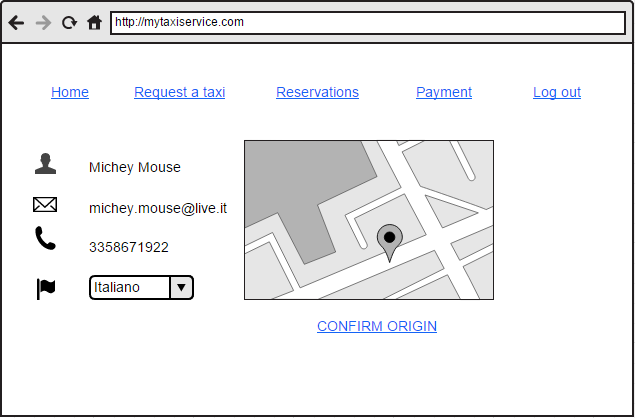 http://mytaxiservice.com
Home Request a taxi Reservations Payment Log out
Michey Mouse
michey.mouse@live.it
3358671922
Italiano
CONFIRM ORIGIN